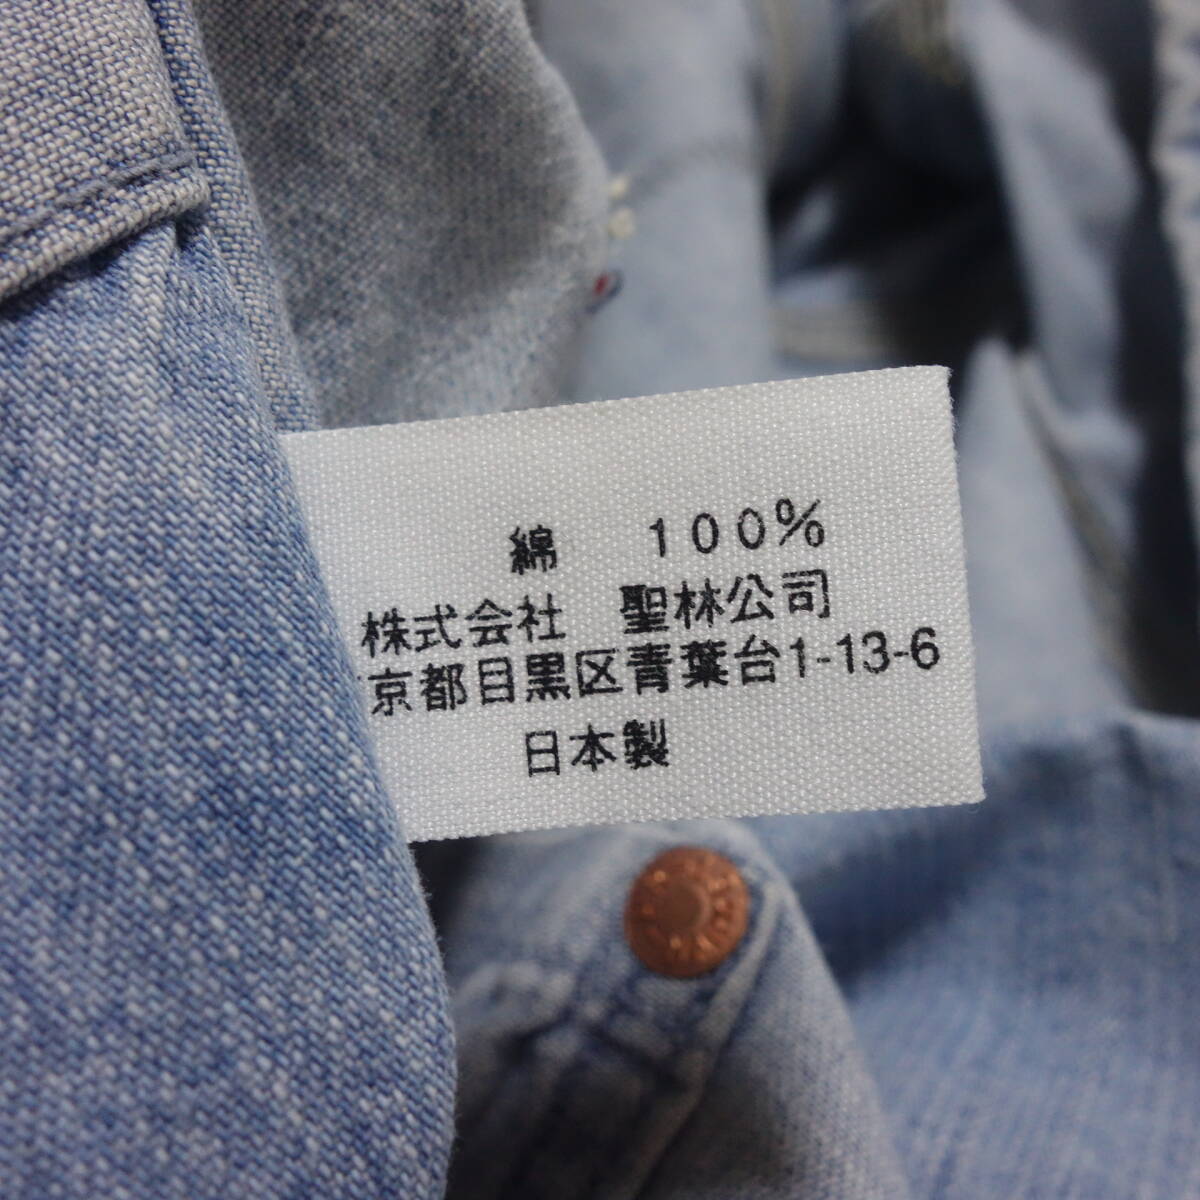 綿 100%
株式会社 聖林公司
京都目黒区青葉台1-13-6
日本製